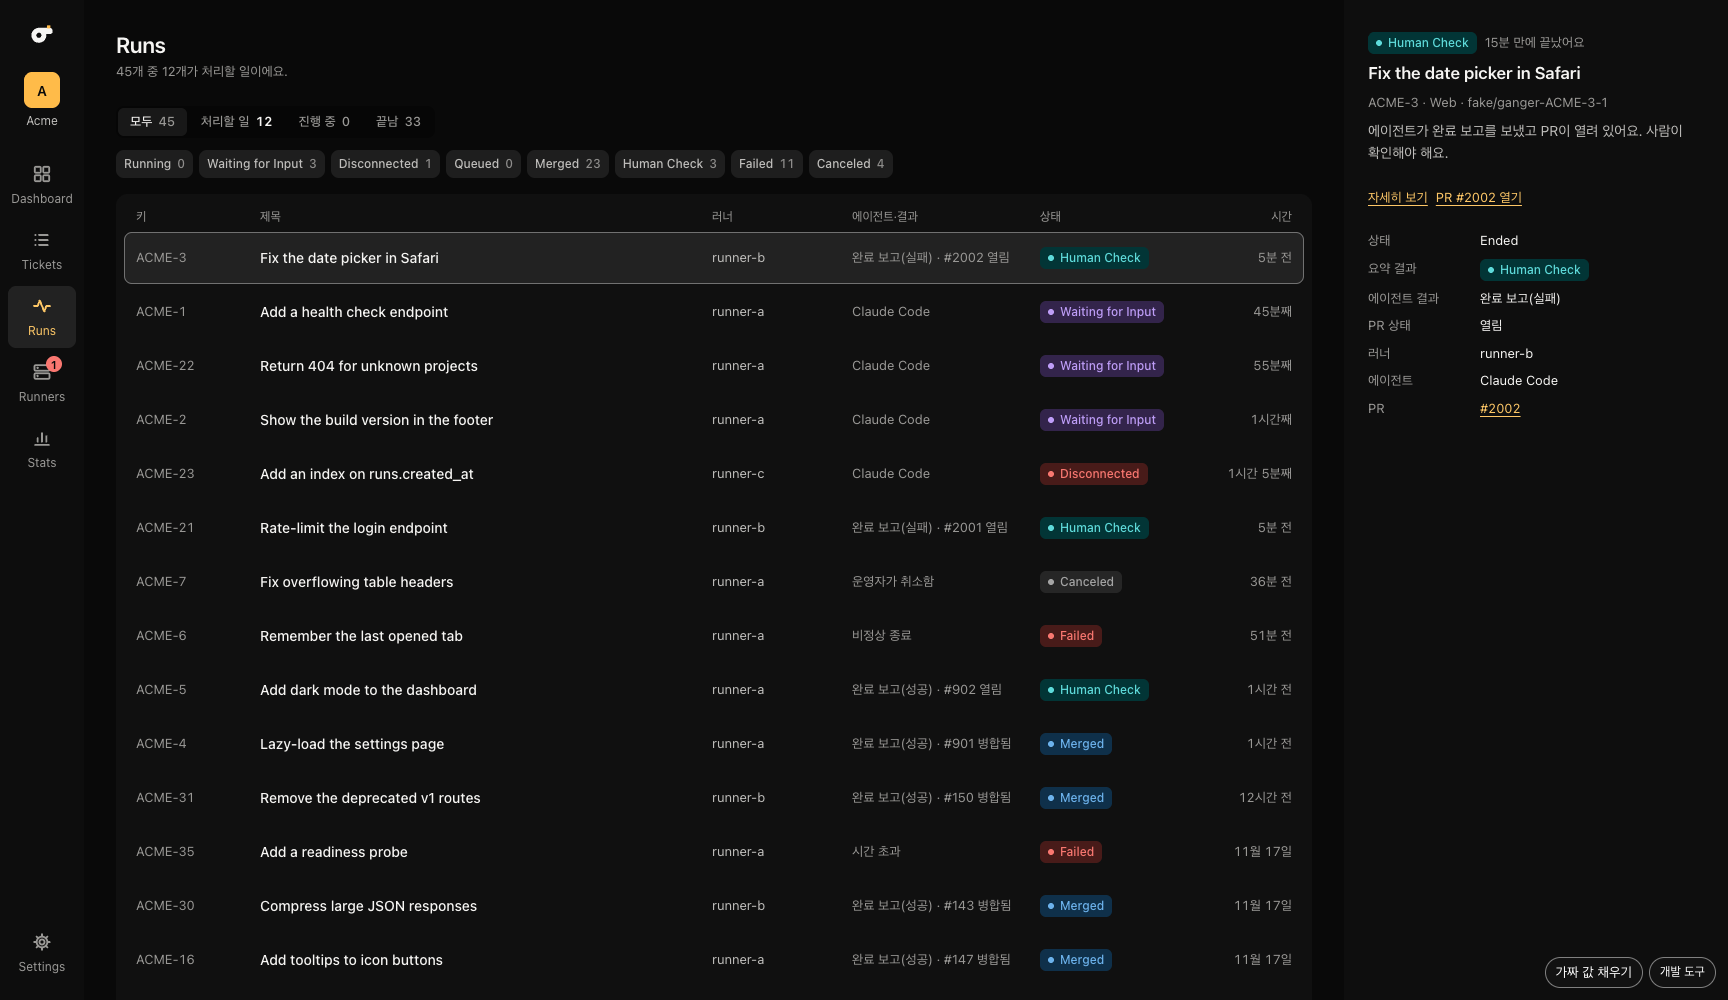 A
Acme
Dashboard
Tickets
Runs
1
Runners
Stats
Settings
Runs
45개 중 12개가 처리할 일이에요.
모두 45 처리할 일 12 진행 중 0 끝남 33
Running 0 Waiting for Input 3 Disconnected 1 Queued 0 Merged 23 Human Check 3 Failed 11 Canceled 4
키 제목 러너 에이전트·결과 상태 시간
ACME-3 Fix the date picker in Safari runner-b 완료 보고(실패) · #2002 열림 Human Check 5분 전
ACME-1 Add a health check endpoint runner-a Claude Code Waiting for Input 45분째
ACME-22 Return 404 for unknown projects runner-a Claude Code Waiting for Input 55분째
ACME-2 Show the build version in the footer runner-a Claude Code Waiting for Input 1시간째
ACME-23 Add an index on runs.created_at runner-c Claude Code Disconnected 1시간 5분째
ACME-21 Rate-limit the login endpoint runner-b 완료 보고(실패) · #2001 열림 Human Check 5분 전
ACME-7 Fix overflowing table headers runner-a 운영자가 취소함 Canceled 36분 전
ACME-6 Remember the last opened tab runner-a 비정상 종료 Failed 51분 전
ACME-5 Add dark mode to the dashboard runner-a 완료 보고(성공) · #902 열림 Human Check 1시간 전
ACME-4 Lazy-load the settings page runner-a 완료 보고(성공) · #901 병합됨 Merged 1시간 전
ACME-31 Remove the deprecated v1 routes runner-b 완료 보고(성공) · #150 병합됨 Merged 12시간 전
ACME-35 Add a readiness probe runner-a 시간 초과 Failed 11월 17일
ACME-30 Compress large JSON responses runner-b 완료 보고(성공) · #143 병합됨 Merged 11월 17일
ACME-16 Add tooltips to icon buttons runner-a 완료 보고(성공) · #147 병합됨 Merged 11월 17일
Human Check 15분 만에 끝났어요
Fix the date picker in Safari
ACME-3 · Web · fake/ganger-ACME-3-1
에이전트가 완료 보고를 보냈고 PR이 열려 있어요. 사람이
확인해야 해요.
자세히 보기 PR #2002 열기
상태 Ended
요약 결과 Human Check
에이전트 결과 완료 보고(실패)
PR 상태 열림
러너 runner-b
에이전트 Claude Code
PR #2002
가짜 값 채우기 개발 도구